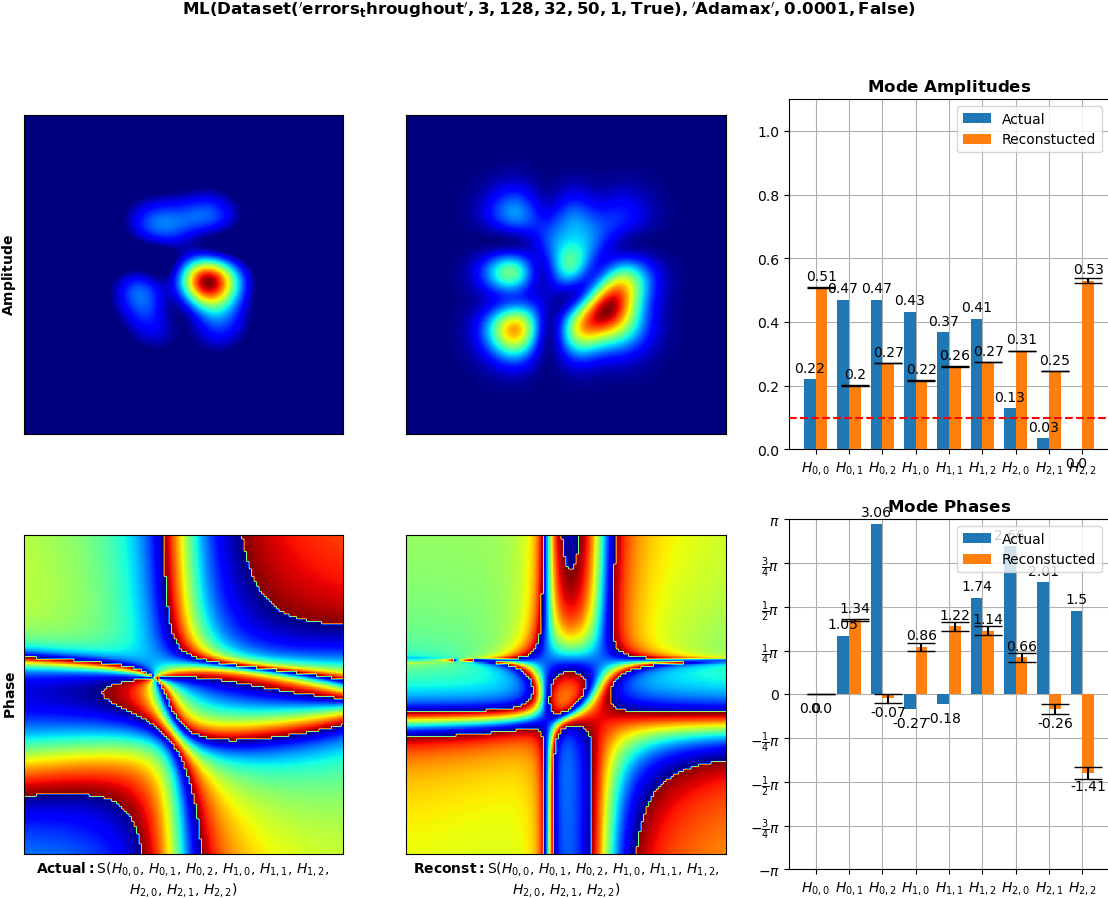 ML(Dataset('errors_throughout', 3, 128, 32, 50, 1, True), 'Adamax', 0.0001, False)
Mode Amplitudes
Actual
Reconstucted
1.0
0.8
0.6
0.4
0.2
0.0
0.22 0.51 0.47 0.2 0.47 0.27 0.43 0.22 0.37 0.26 0.41 0.27 0.13 0.31 0.03 0.25 0.0 0.53
H0,0 H0,1 H0,2 H1,0 H1,1 H1,2 H2,0 H2,1 H2,2
Amplitude
Mode Phases
Actual
Reconstucted
π
3/4π
1/2π
1/4π
0
−1/4π
−1/2π
−3/4π
−π
0.0 0.0 1.05 1.34 3.06 -0.07 -0.27 0.86 -0.18 1.22 1.74 1.14 0.66 2.01 -0.26 1.5 -1.41
H0,0 H0,1 H0,2 H1,0 H1,1 H1,2 H2,0 H2,1 H2,2
Phase
Actual: S(H0,0, H0,1, H0,2, H1,0, H1,1, H1,2,
H2,0, H2,1, H2,2)
Reconst: S(H0,0, H0,1, H0,2, H1,0, H1,1, H1,2,
H2,0, H2,1, H2,2)